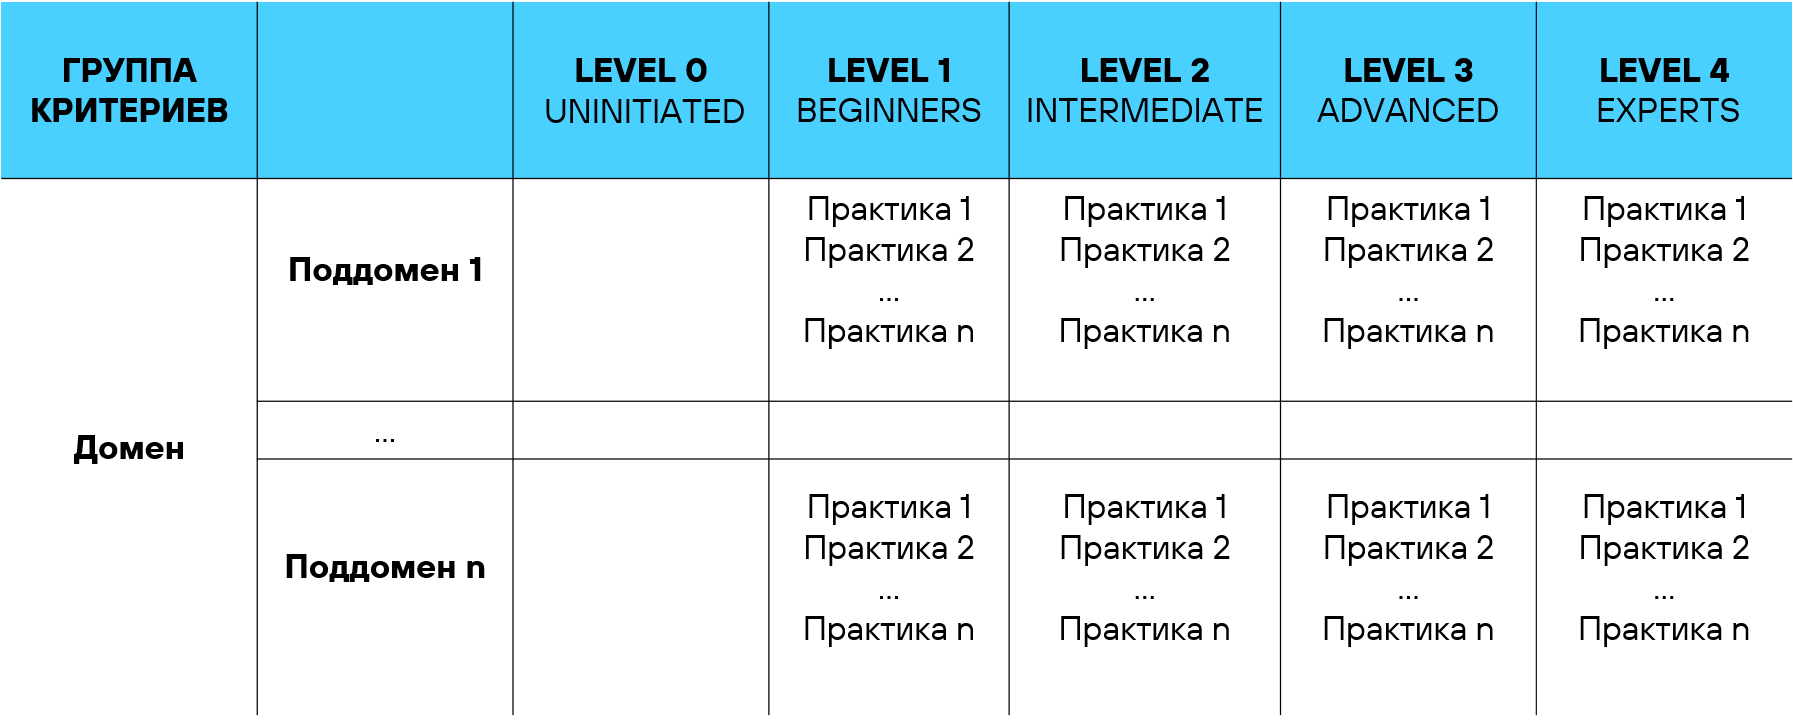 ГРУППА
КРИТЕРИЕВ
LEVEL 0
UNINITIATED
LEVEL 1
BEGINNERS
LEVEL 2
INTERMEDIATE
LEVEL 3
ADVANCED
LEVEL 4
EXPERTS
Домен
Поддомен 1
Практика 1
Практика 2
...
Практика n
Практика 1
Практика 2
...
Практика n
Практика 1
Практика 2
...
Практика n
Практика 1
Практика 2
...
Практика n
...
Поддомен n
Практика 1
Практика 2
...
Практика n
Практика 1
Практика 2
...
Практика n
Практика 1
Практика 2
...
Практика n
Практика 1
Практика 2
...
Практика n